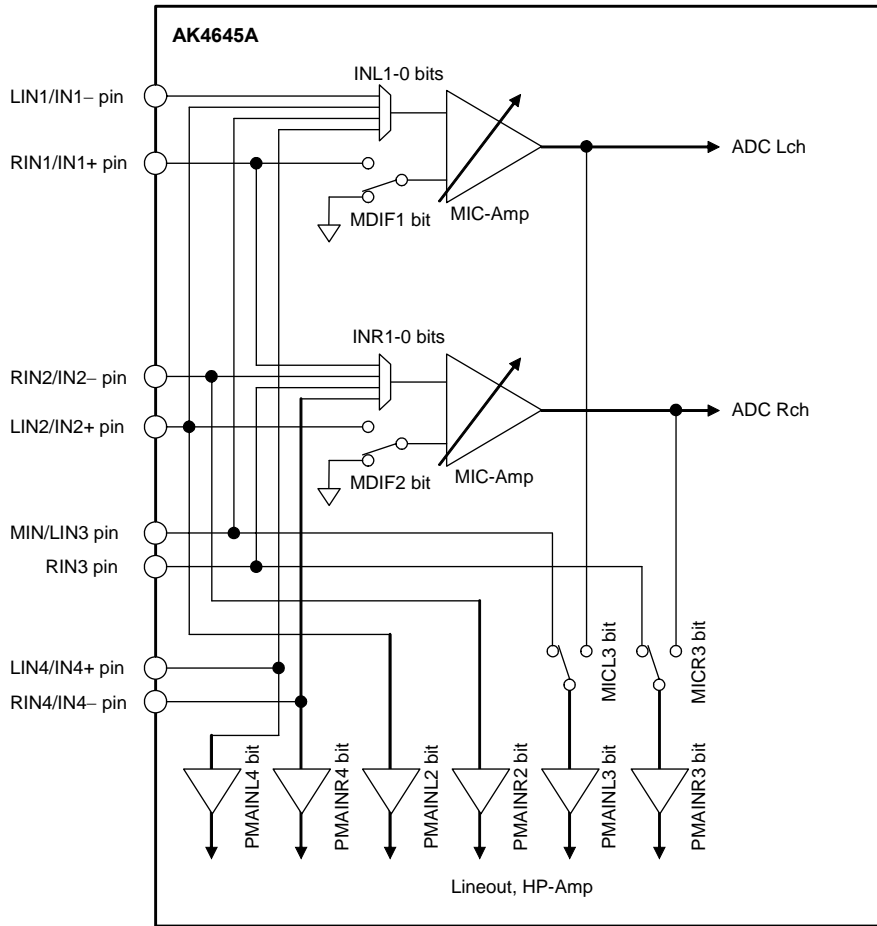 AK4645A
INL1-0 bits
LIN1/IN1− pin
ADC Lch
RIN1/IN1+ pin
MDIF1 bit
MIC-Amp
INR1-0 bits
RIN2/IN2− pin
ADC Rch
LIN2/IN2+ pin
MDIF2 bit
MIC-Amp
MIN/LIN3 pin
RIN3 pin
MICL3 bit
MICR3 bit
LIN4/IN4+ pin
RIN4/IN4− pin
PMAINL4 bit
PMAINR4 bit
PMAINL2 bit
PMAINR2 bit
PMAINL3 bit
PMAINR3 bit
Lineout, HP-Amp